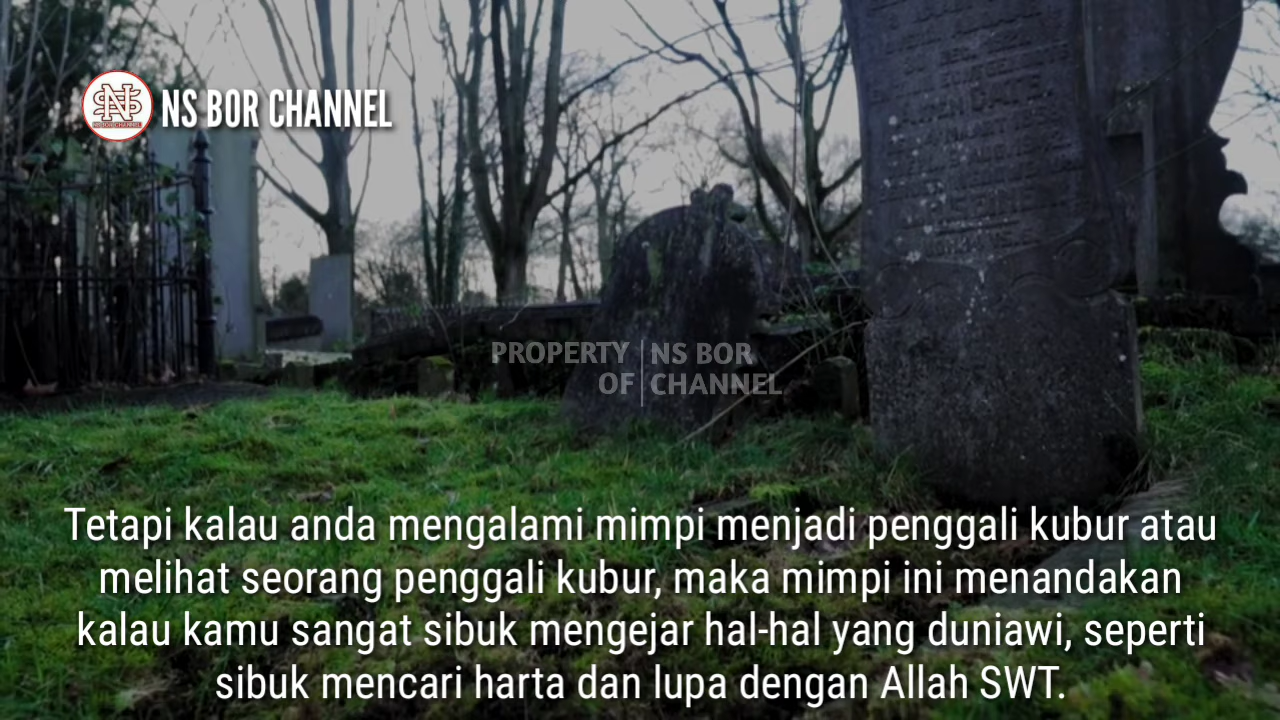 NS BOR CHANNEL
PROPERTY OF NS BOR CHANNEL
Tetapi kalau anda mengalami mimpi menjadi penggali kubur atau
melihat seorang penggali kubur, maka mimpi ini menandakan
kalau kamu sangat sibuk mengejar hal-hal yang duniawi, seperti
sibuk mencari harta dan lupa dengan Allah SWT.